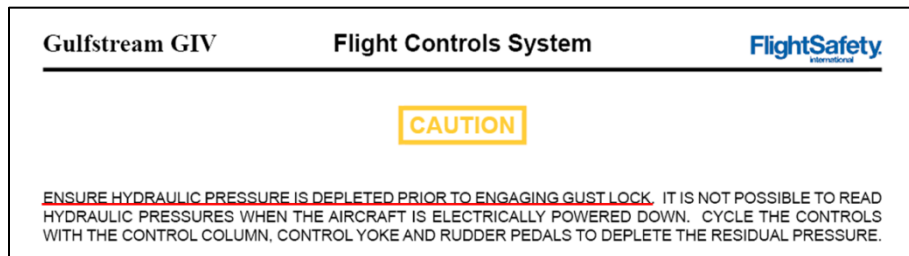 Gulfstream GIV Flight Controls System FlightSafety.
international
CAUTION
ENSURE HYDRAULIC PRESSURE IS DEPLETED PRIOR TO ENGAGING GUST LOCK. IT IS NOT POSSIBLE TO READ
HYDRAULIC PRESSURES WHEN THE AIRCRAFT IS ELECTRICALLY POWERED DOWN. CYCLE THE CONTROLS
WITH THE CONTROL COLUMN, CONTROL YOKE AND RUDDER PEDALS TO DEPLETE THE RESIDUAL PRESSURE.